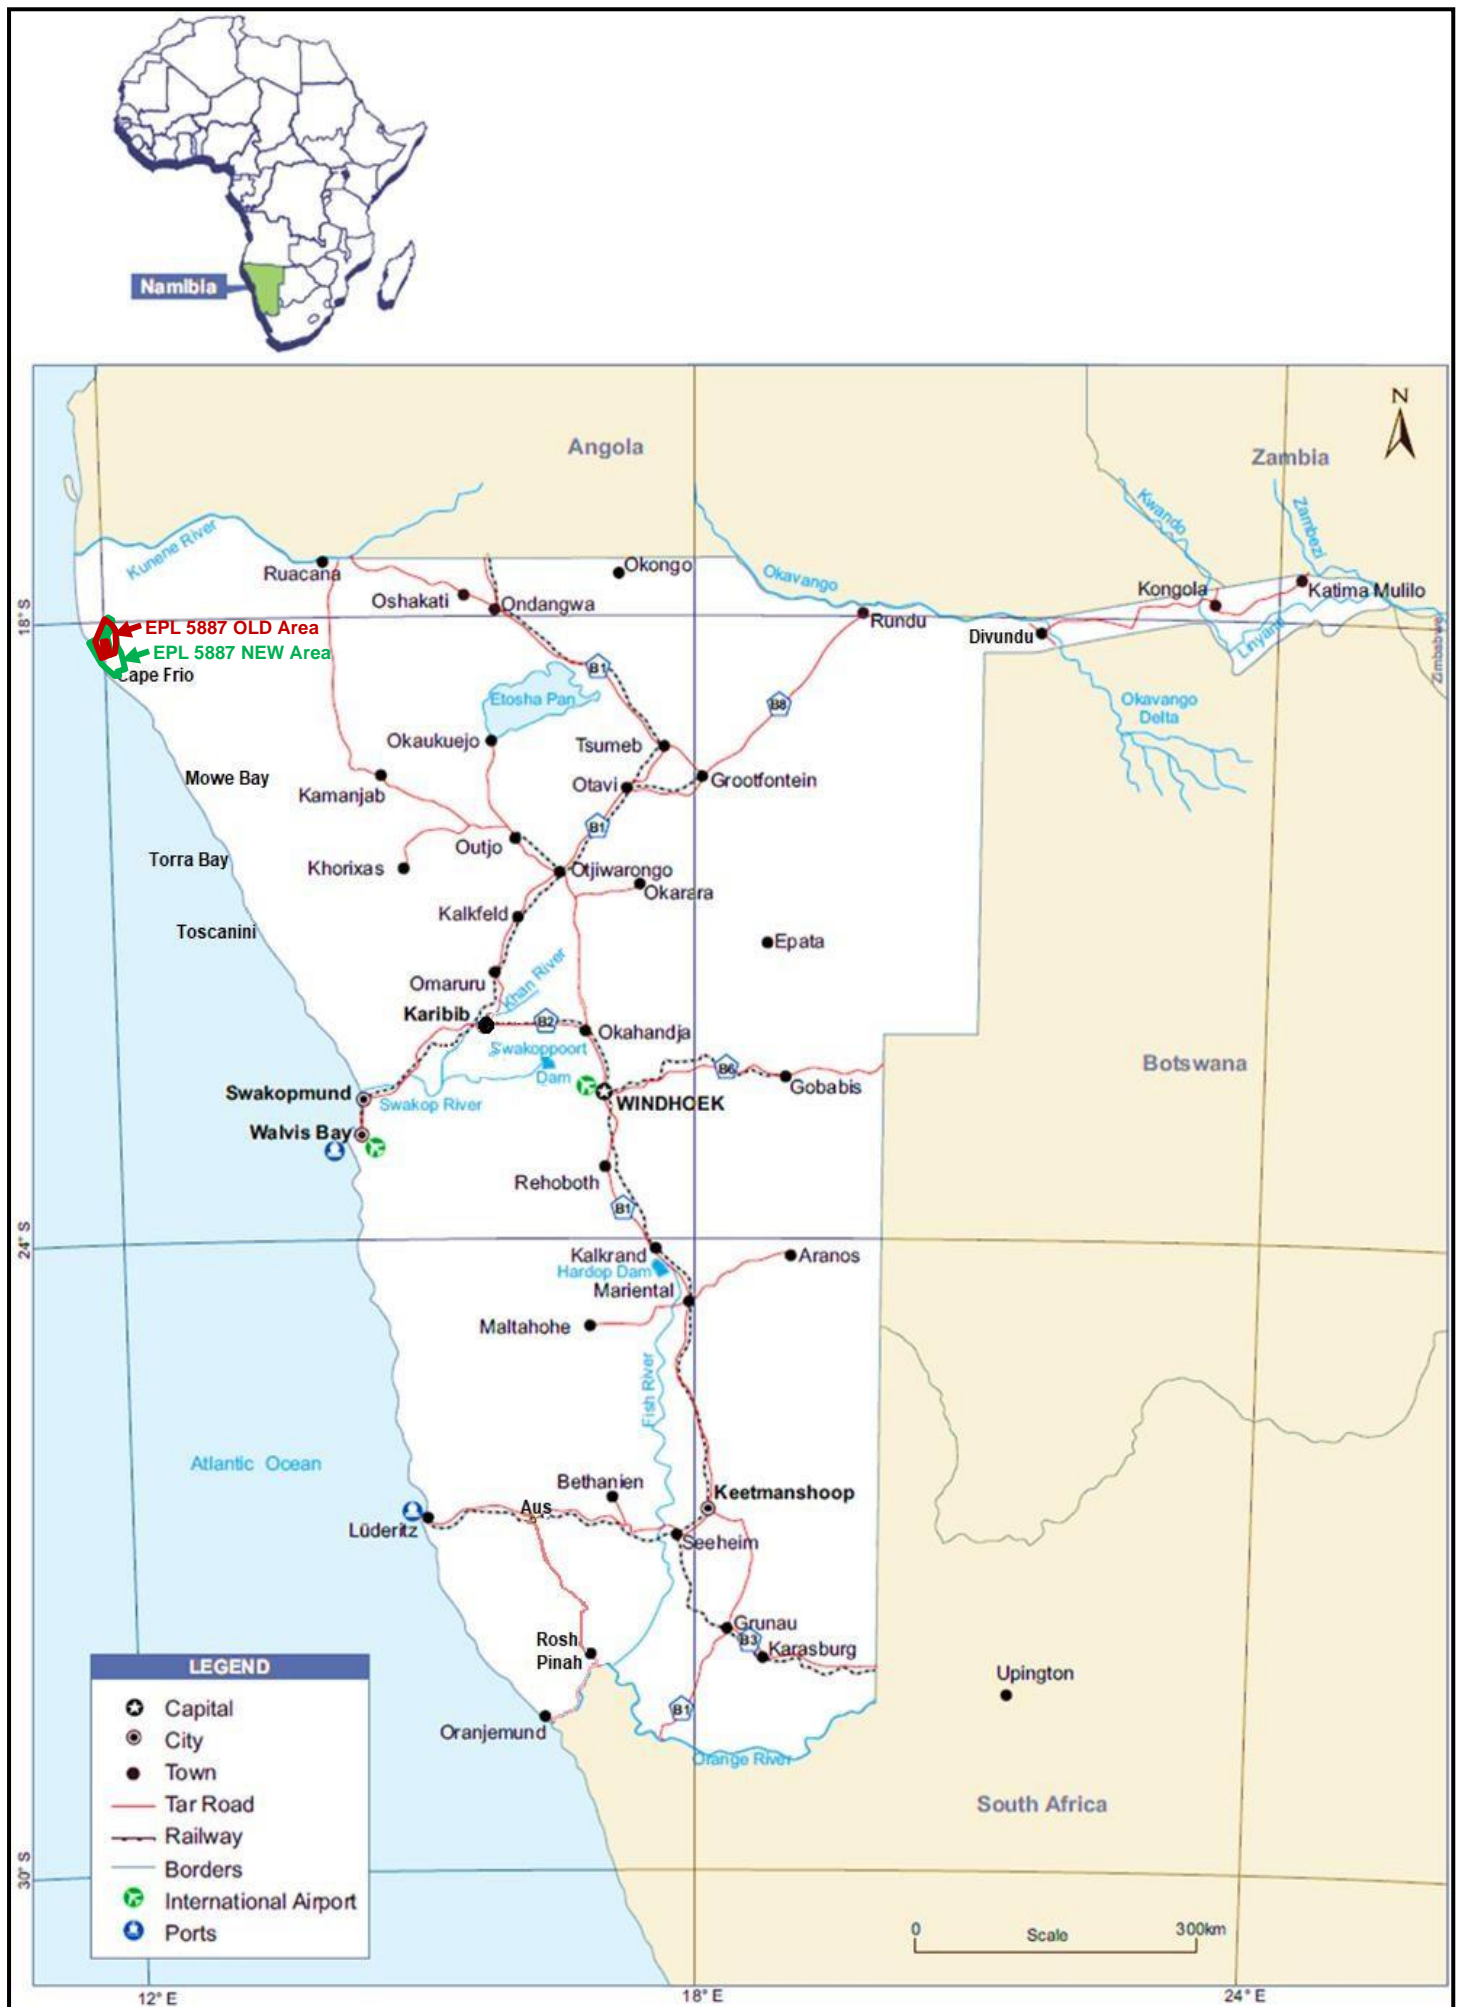 Namibia
N
Angola
Zambia
Kwando
Zambezi
Kunene River
Ruacana
Okongo
Okavango
Oshakati
Ondangwa
Kongola
Katima Mulilo
Rundu
Divundu
Linyani
Zimbabwe
18° S
EPL 5887 OLD Area
EPL 5887 NEW Area
Cape Frio
B1
Etosha Pan
B8
Okavango
Delta
Okaukuejo
Tsumeb
Mowe Bay
Kamanjab
Otavi
Grootfontein
B1
Outjo
Torra Bay
Khorixas
Otjiwarongo
Okarara
Kalkfeld
Toscanini
Epata
Omaruru
Khan River
Karibib
B2
Okahandja
Swakoppoort
Dam
B6
Botswana
Gobabis
Swakopmund
Swakop River
WINDHOEK
Walvis Bay
Rehoboth
B1
24° S
Kalkrand
Aranos
Hardop Dam
Mariental
Maltahohe
Fish River
Atlantic Ocean
Bethanien
Keetmanshoop
Aus
Lüderitz
Seeheim
Grunau
B3
Karasburg
Rosh
Pinah
Upington
B1
Oranjemund
Orange River
South Africa
LEGEND
Capital
City
Town
Tar Road
Railway
Borders
International Airport
Ports
30° S
0
Scale
300km
12° E
18° E
24° E